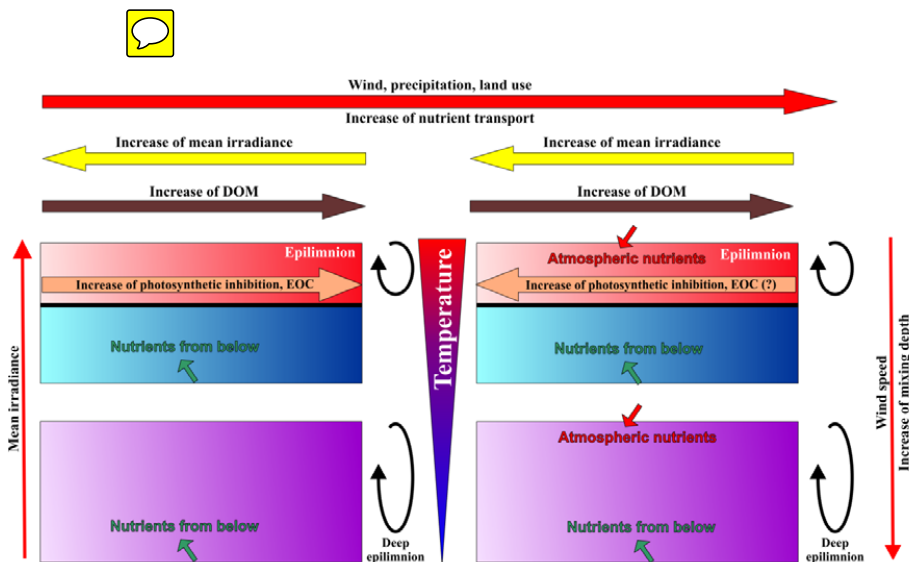 Wind, precipitation, land use
Increase of nutrient transport
Increase of mean irradiance
Increase of mean irradiance
Increase of DOM
Increase of DOM
Epilimnion
Increase of photosynthetic inhibition, EOC
Nutrients from below
Nutrients from below
Mean irradiance
Deep
epilimnion
Temperature
Atmospheric nutrients
Epilimnion
Increase of photosynthetic inhibition, EOC (?)
Nutrients from below
Atmospheric nutrients
Nutrients from below
Deep
epilimnion
Wind speed
Increase of mixing depth